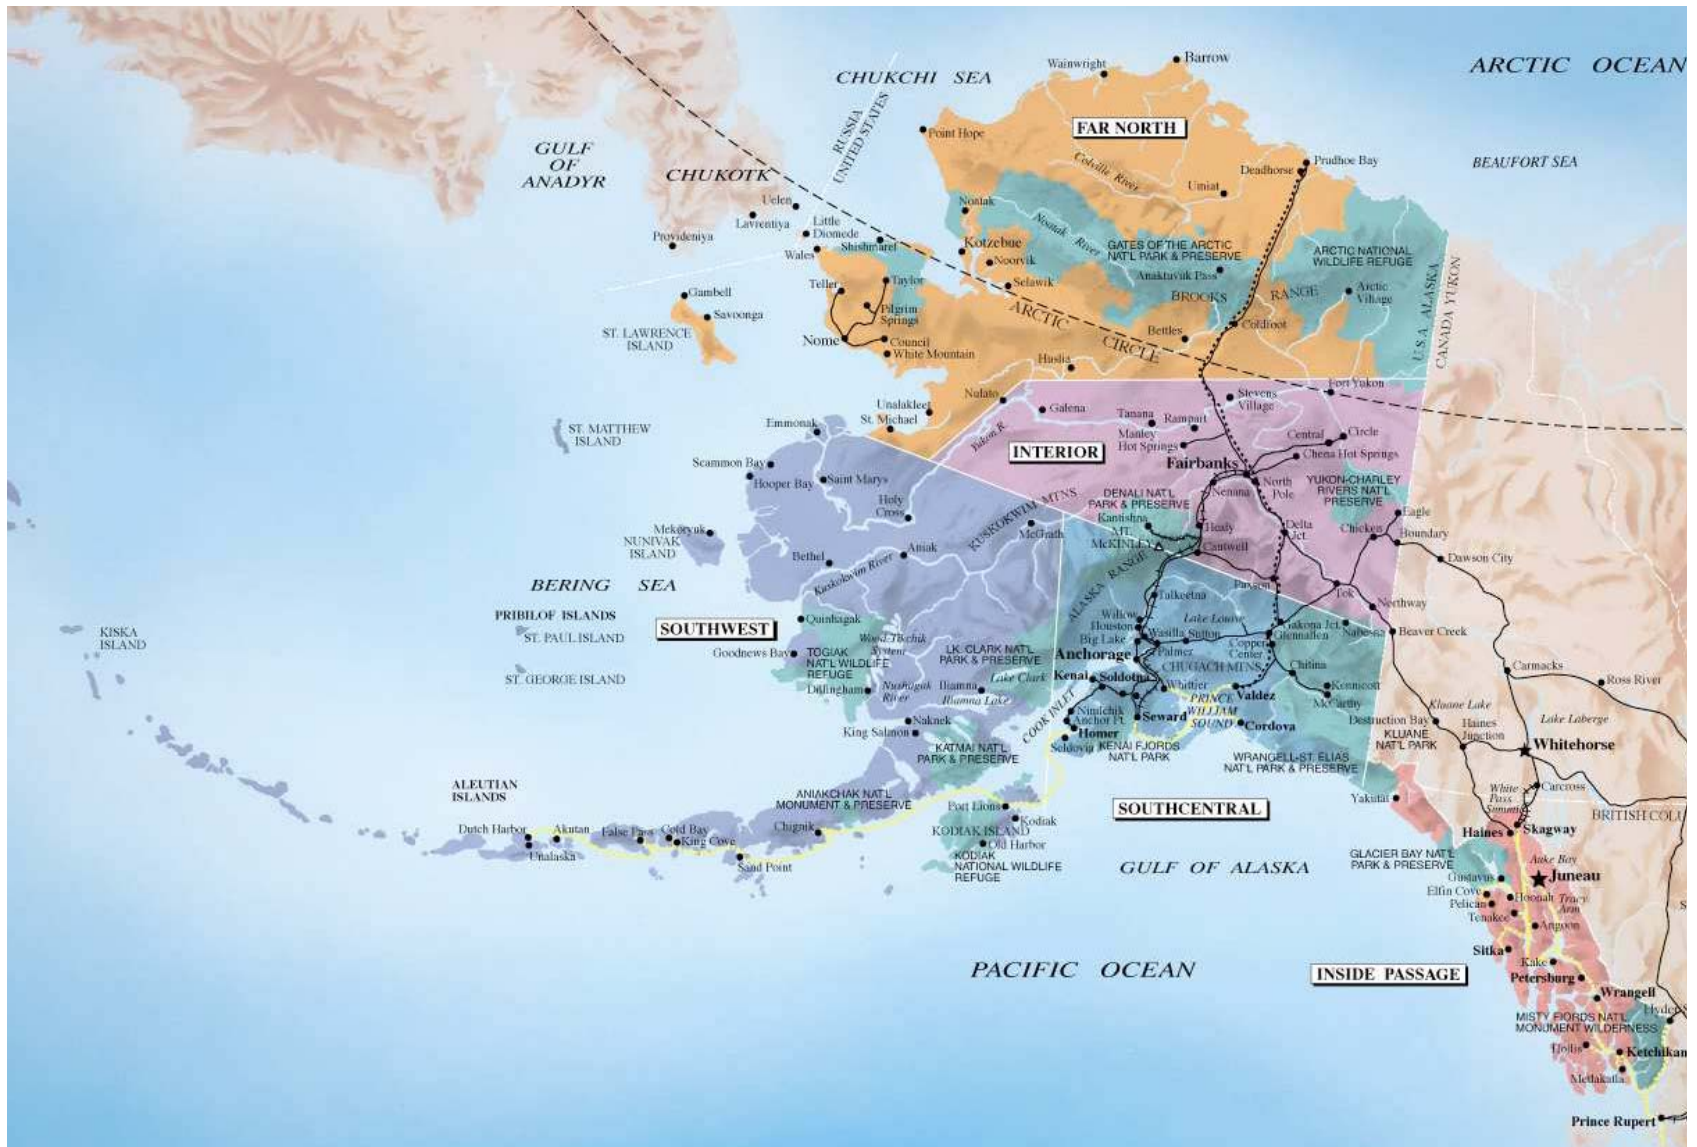 ARCTIC OCEAN
CHUKCHI SEA
Barrow
Wainwright
FAR NORTH
Point Hope
RUSSIA
UNITED STATES
GULF
OF
ANADYR
CHUKOTK
BEAUFORT SEA
Prudhoe Bay
Deadhorse
Colville River
Umiat
Uelen
Lavrentiya
Little
Diomede
Provideniya
Wales
Shishmaref
Noatak
Noatak River
Kotzebue
Noorvik
Selawik
GATES OF THE ARCTIC
NAT'L PARK & PRESERVE
Anaktuvuk Pass
ARCTIC NATIONAL
WILDLIFE REFUGE
BROOKS RANGE
Arctic
Village
U.S.A. ALASKA
CANADA YUKON
Teller
Taylor
Pilgrim
Springs
Gambell
Savoonga
ST. LAWRENCE
ISLAND
Nome
Council
White Mountain
ARCTIC CIRCLE
Bettles
Coldfoot
Huslia
Nulato
Galena
Unalakleet
St. Michael
Yukon R.
Stevens
Village
Fort Yukon
Tanana
Rampart
Manley
Hot Springs
Central
Circle
Chena Hot Springs
INTERIOR
Fairbanks
North
Pole
Nenana
Emmonak
ST. MATTHEW
ISLAND
Scammon Bay
Hooper Bay
Saint Marys
Holy
Cross
KUSKOKWIM MTNS
McGrath
DENALI NAT'L
PARK & PRESERVE
Kantishna
MT.
McKINLEY
Healy
Cantwell
YUKON-CHARLEY
RIVERS NAT'L
PRESERVE
Delta
Jct.
Eagle
Chicken
Boundary
Dawson City
Mekoryuk
NUNIVAK
ISLAND
Bethel
Aniak
Kuskokwim River
BERING SEA
PRIBILOF ISLANDS
ST. PAUL ISLAND
ST. GEORGE ISLAND
KISKA
ISLAND
SOUTHWEST
Quinhagak
Goodnews Bay
TOGIAK
NAT'L WILDLIFE
REFUGE
Wood-Tikchik
System
Dillingham
Nushagak
River
LK. CLARK NAT'L
PARK & PRESERVE
Lake Clark
Iliamna
Iliamna Lake
ALASKA RANGE
Talkeetna
Paxson
Tok
Northway
Willow
Houston
Big Lake
Wasilla
Sutton
Palmer
Lake Louise
Gakona Jct.
Glennallen
Nabesna
Beaver Creek
Anchorage
Copper
Center
CHUGACH MTNS
Chitina
Kennicott
McCarthy
Kenai
Soldotna
Whittier
Valdez
PRINCE
WILLIAM
SOUND
Cordova
COOK INLET
Ninilchik
Anchor Pt.
Homer
Seldovia
Seward
KENAI FJORDS
NAT'L PARK
WRANGELL-ST. ELIAS
NAT'L PARK & PRESERVE
Carmacks
Ross River
Kluane Lake
Destruction Bay
KLUANE
NAT'L PARK
Haines
Junction
Lake Laberge
Whitehorse
Naknek
King Salmon
KATMAI NAT'L
PARK & PRESERVE
ALEUTIAN
ISLANDS
ANIAKCHAK NAT'L
MONUMENT & PRESERVE
Port Lions
Kodiak
KODIAK ISLAND
Old Harbor
KODIAK
NATIONAL WILDLIFE
REFUGE
SOUTHCENTRAL
Yakutat
White
Pass
Summit
Carcross
BRITISH COLU
Dutch Harbor
Akutan
Unalaska
False Pass
Cold Bay
King Cove
Sand Point
Chignik
GULF OF ALASKA
Haines
Skagway
GLACIER BAY NAT'L
PARK & PRESERVE
Auke Bay
Gustavus
Juneau
Elfin Cove
Pelican
Hoonah
Tracy
Arm
Tenakee
Angoon
Sitka
Kake
Petersburg
Wrangell
PACIFIC OCEAN
INSIDE PASSAGE
MISTY FIORDS NAT'L
MONUMENT WILDERNESS
Hyder
Hollis
Ketchikan
Metlakatla
Prince Rupert